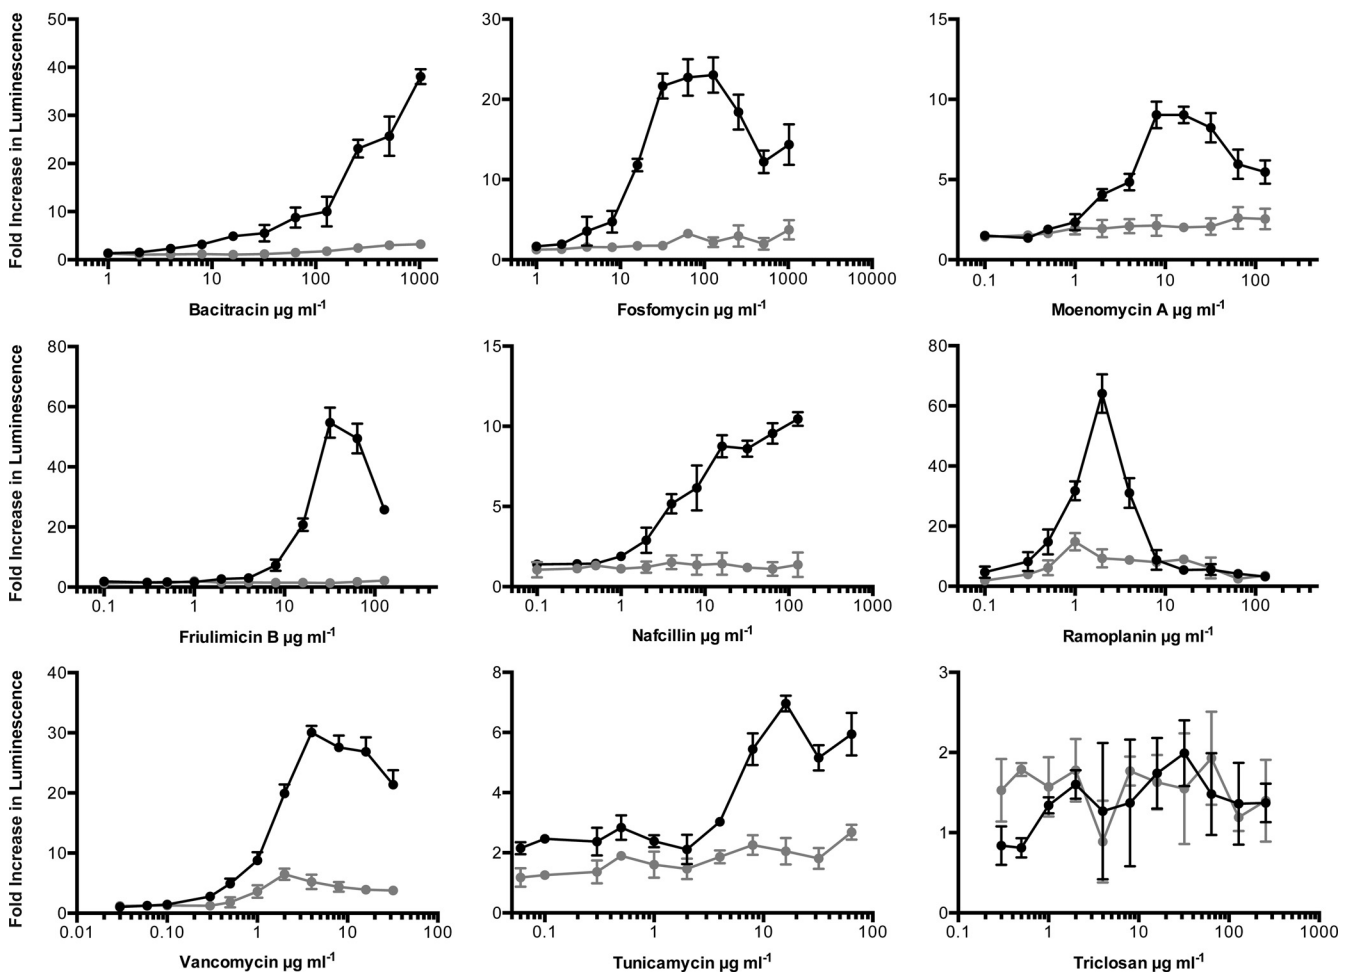 Fold Increase in Luminescence
50
40
30
20
10
0
1 10 100 1000
Bacitracin µg ml-1
30
20
10
0
1 10 100 1000 10000
Fosfomycin µg ml-1
15
10
5
0
0.1 1 10 100
Moenomycin A µg ml-1
Fold Increase in Luminescence
80
60
40
20
0
0.1 1 10 100
Friulimicin B µg ml-1
15
10
5
0
0.1 1 10 100 1000
Nafcillin µg ml-1
80
60
40
20
0
0.1 1 10 100
Ramoplanin µg ml-1
Fold Increase in Luminescence
40
30
20
10
0
0.01 0.10 1 10 100
Vancomycin µg ml-1
8
6
4
2
0
0.1 1 10 100
Tunicamycin µg ml-1
3
2
1
0
0.1 1 10 100 1000
Triclosan µg ml-1